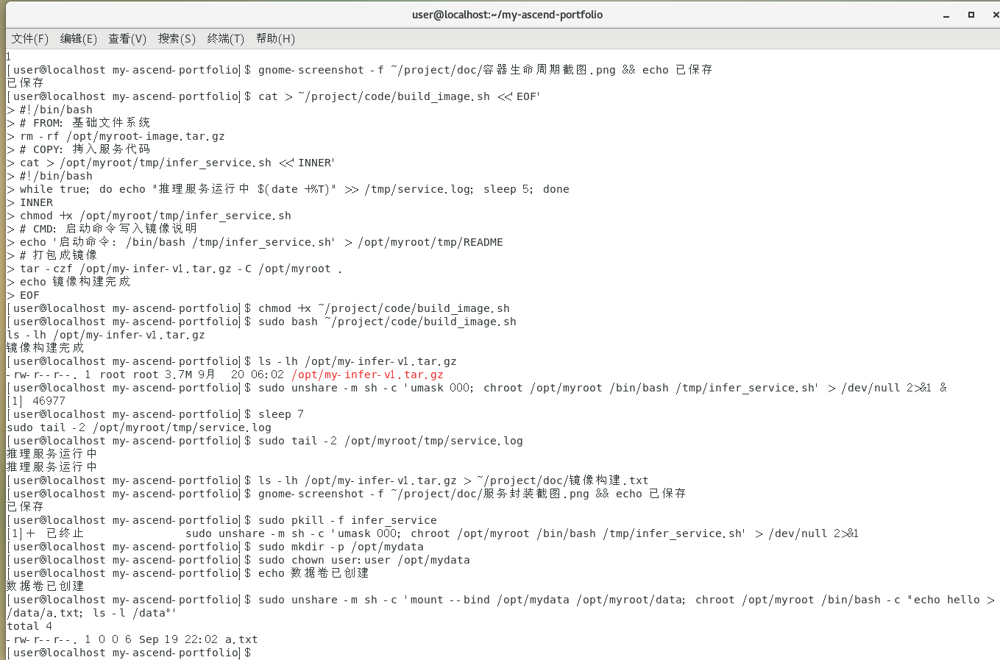 user@localhost:~/my-ascend-portfolio
文件(F) 编辑(E) 查看(V) 搜索(S) 终端(T) 帮助(H)
1
[user@localhost my-ascend-portfolio]$ gnome-screenshot -f ~/project/doc/容器生命周期截图.png && echo 已保存
已保存
[user@localhost my-ascend-portfolio]$ cat > ~/project/code/build_image.sh <<'EOF'
> #!/bin/bash
> # FROM: 基础文件系统
> rm -rf /opt/myroot-image.tar.gz
> # COPY: 拷入服务代码
> cat > /opt/myroot/tmp/infer_service.sh <<'INNER'
> #!/bin/bash
> while true; do echo "推理服务运行中 $(date +%T)" >> /tmp/service.log; sleep 5; done
> INNER
> chmod +x /opt/myroot/tmp/infer_service.sh
> # CMD: 启动命令写入镜像说明
> echo '启动命令: /bin/bash /tmp/infer_service.sh' > /opt/myroot/tmp/README
> # 打包成镜像
> tar -czf /opt/my-infer-v1.tar.gz -C /opt/myroot .
> echo 镜像构建完成
> EOF
[user@localhost my-ascend-portfolio]$ chmod +x ~/project/code/build_image.sh
[user@localhost my-ascend-portfolio]$ sudo bash ~/project/code/build_image.sh
ls -lh /opt/my-infer-v1.tar.gz
镜像构建完成
[user@localhost my-ascend-portfolio]$ ls -lh /opt/my-infer-v1.tar.gz
-rw-r--r--. 1 root root 3.7M 9月  20 06:02 /opt/my-infer-v1.tar.gz
[user@localhost my-ascend-portfolio]$ sudo unshare -m sh -c 'umask 000; chroot /opt/myroot /bin/bash /tmp/infer_service.sh' > /dev/null 2>&1 &
[1] 46977
[user@localhost my-ascend-portfolio]$ sleep 7
sudo tail -2 /opt/myroot/tmp/service.log
[user@localhost my-ascend-portfolio]$ sudo tail -2 /opt/myroot/tmp/service.log
推理服务运行中
推理服务运行中
[user@localhost my-ascend-portfolio]$ ls -lh /opt/my-infer-v1.tar.gz > ~/project/doc/镜像构建.txt
[user@localhost my-ascend-portfolio]$ gnome-screenshot -f ~/project/doc/服务封装截图.png && echo 已保存
已保存
[user@localhost my-ascend-portfolio]$ sudo pkill -f infer_service
[1]+  已终止               sudo unshare -m sh -c 'umask 000; chroot /opt/myroot /bin/bash /tmp/infer_service.sh' > /dev/null 2>&1
[user@localhost my-ascend-portfolio]$ sudo mkdir -p /opt/mydata
[user@localhost my-ascend-portfolio]$ sudo chown user:user /opt/mydata
[user@localhost my-ascend-portfolio]$ echo 数据卷已创建
数据卷已创建
[user@localhost my-ascend-portfolio]$ sudo unshare -m sh -c 'mount --bind /opt/mydata /opt/myroot/data; chroot /opt/myroot /bin/bash -c "echo hello >
/data/a.txt; ls -l /data"'
total 4
-rw-r--r--. 1 0 0 6 Sep 19 22:02 a.txt
[user@localhost my-ascend-portfolio]$